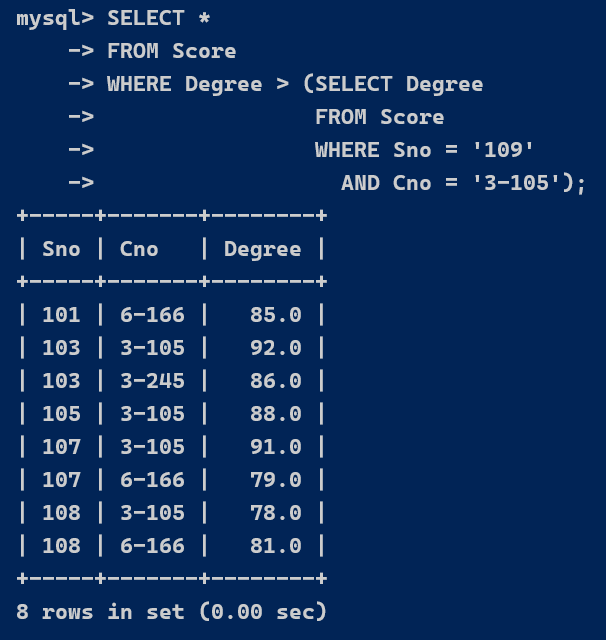 mysql> SELECT *
    -> FROM Score
    -> WHERE Degree > (SELECT Degree
    ->                 FROM Score
    ->                 WHERE Sno = '109'
    ->                   AND Cno = '3-105');
+-----+-------+--------+
| Sno | Cno   | Degree |
+-----+-------+--------+
| 101 | 6-166 |   85.0 |
| 103 | 3-105 |   92.0 |
| 103 | 3-245 |   86.0 |
| 105 | 3-105 |   88.0 |
| 107 | 3-105 |   91.0 |
| 107 | 6-166 |   79.0 |
| 108 | 3-105 |   78.0 |
| 108 | 6-166 |   81.0 |
+-----+-------+--------+
8 rows in set (0.00 sec)